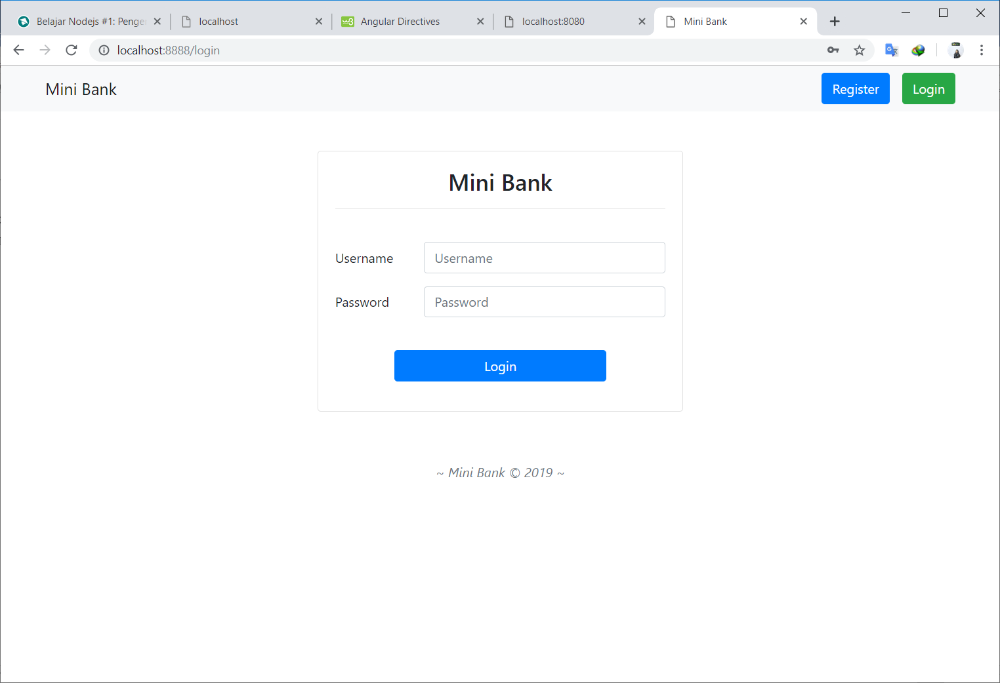 Belajar Nodejs #1: Penge
localhost
Angular Directives
localhost:8080
Mini Bank
localhost:8888/login
Mini Bank
Register
Login
Mini Bank
Username
Username
Password
Password
Login
~ Mini Bank © 2019 ~